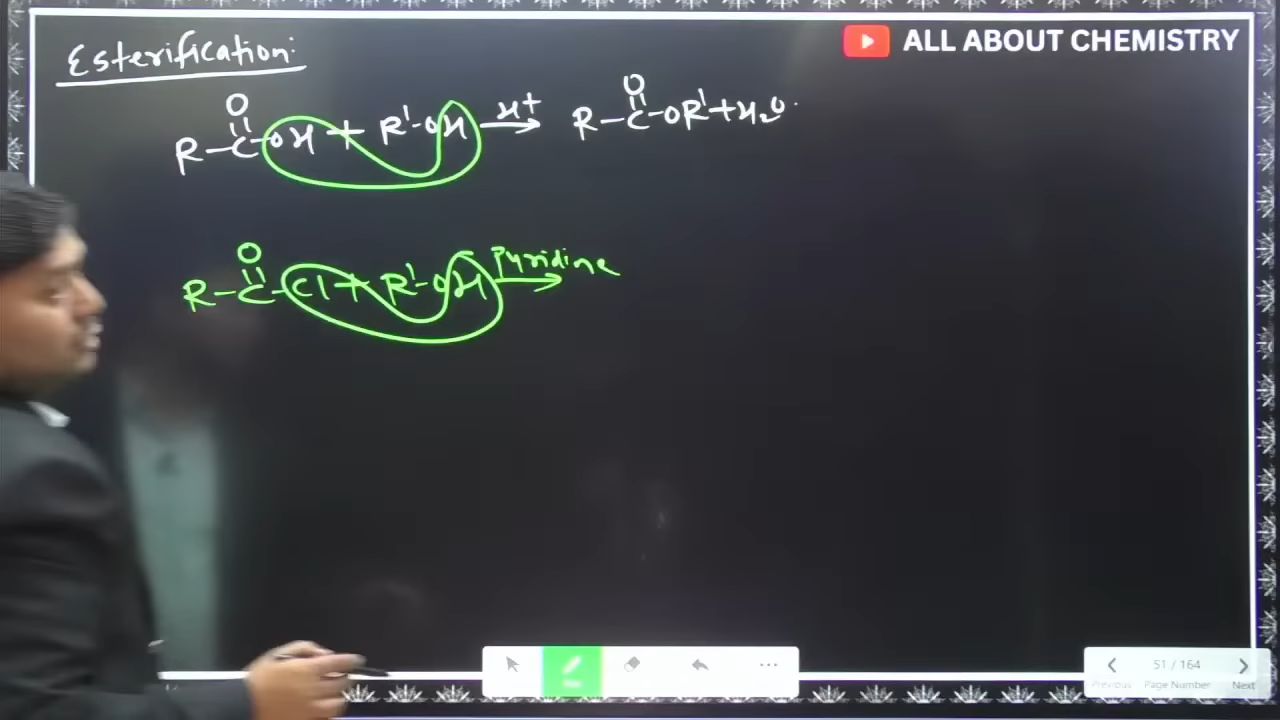 ALL ABOUT CHEMISTRY
Esterification:
O
R-C-OH + R'-OH H+ → R-C-OR' + H2O
O
O
R-C-Cl + R'-OH Pyridine →
51 / 164
Previous Page Number Next